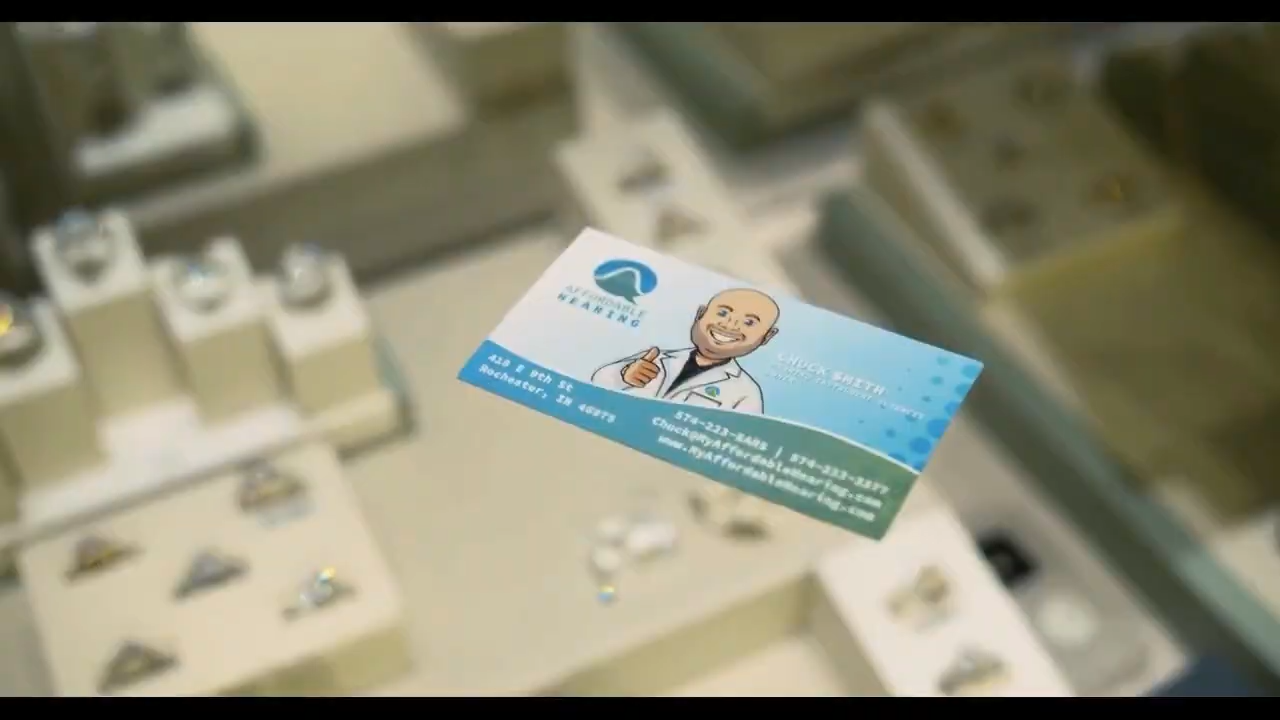 AFFORDABLE
HEARING
CHUCK SMITH
418 E 9th St
Rochester, IN 46975
574-223-EARS | 574-223-3277
Chuck@MyAffordableHearing.com
www.MyAffordableHearing.com